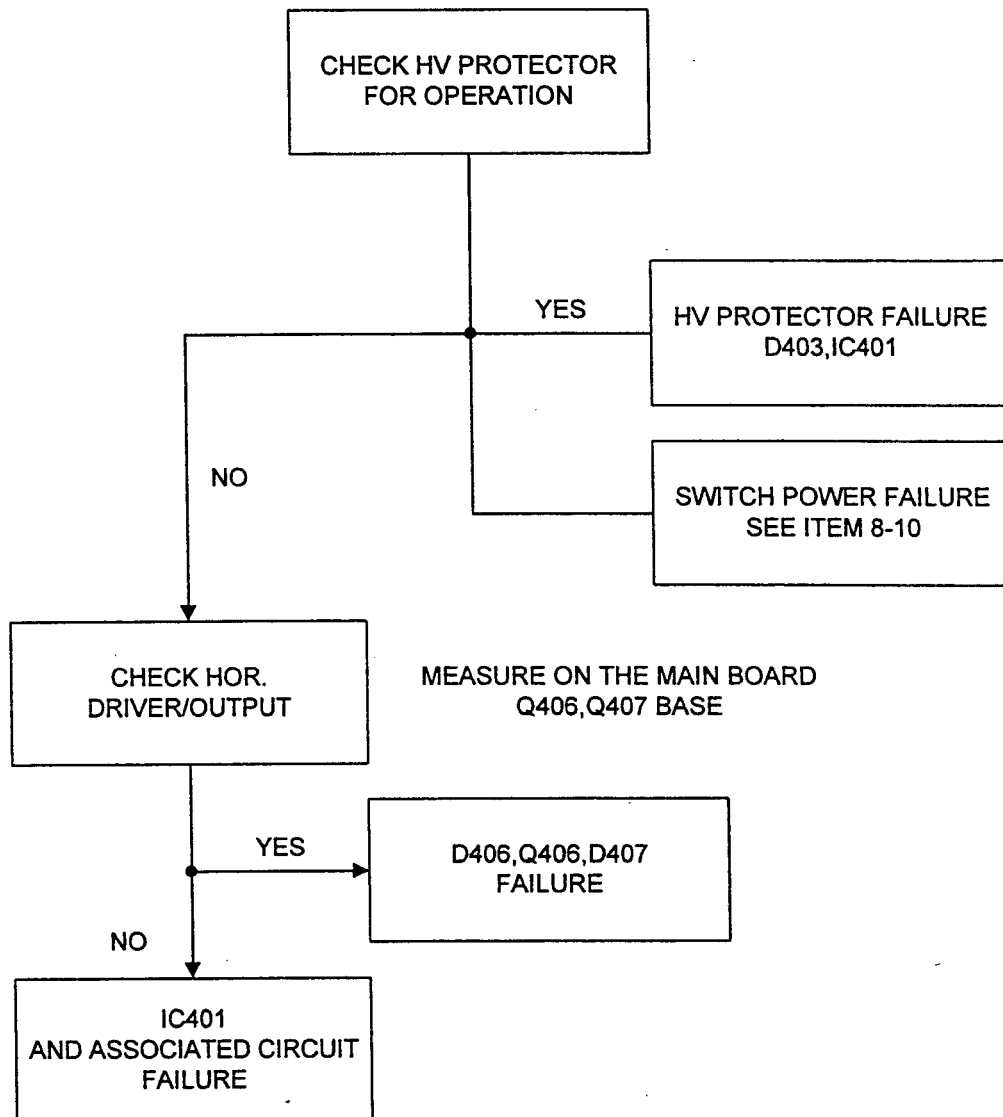 CHECK HV PROTECTOR
FOR OPERATION
YES
HV PROTECTOR FAILURE
D403,IC401
NO
SWITCH POWER FAILURE
SEE ITEM 8-10
CHECK HOR.
DRIVER/OUTPUT
MEASURE ON THE MAIN BOARD
Q406,Q407 BASE
YES
D406,Q406,D407
FAILURE
NO
IC401
AND ASSOCIATED CIRCUIT
FAILURE